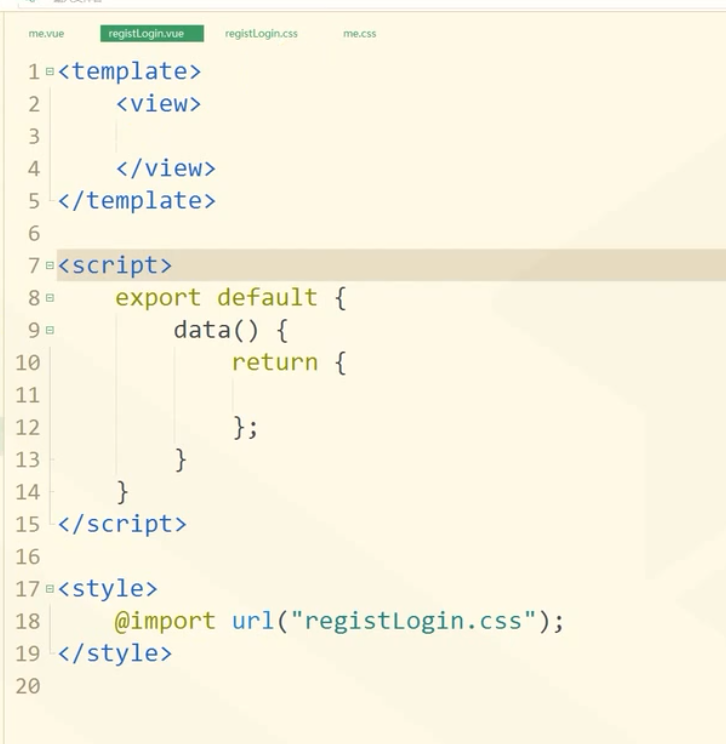 me.vue registLogin.vue registLogin.css me.css
1 <template>
2 <view>
3
4 </view>
5 </template>
6
7 <script>
8 export default {
9 data() {
10 return {
11
12 };
13 }
14 }
15 </script>
16
17 <style>
18 @import url("registLogin.css");
19 </style>
20